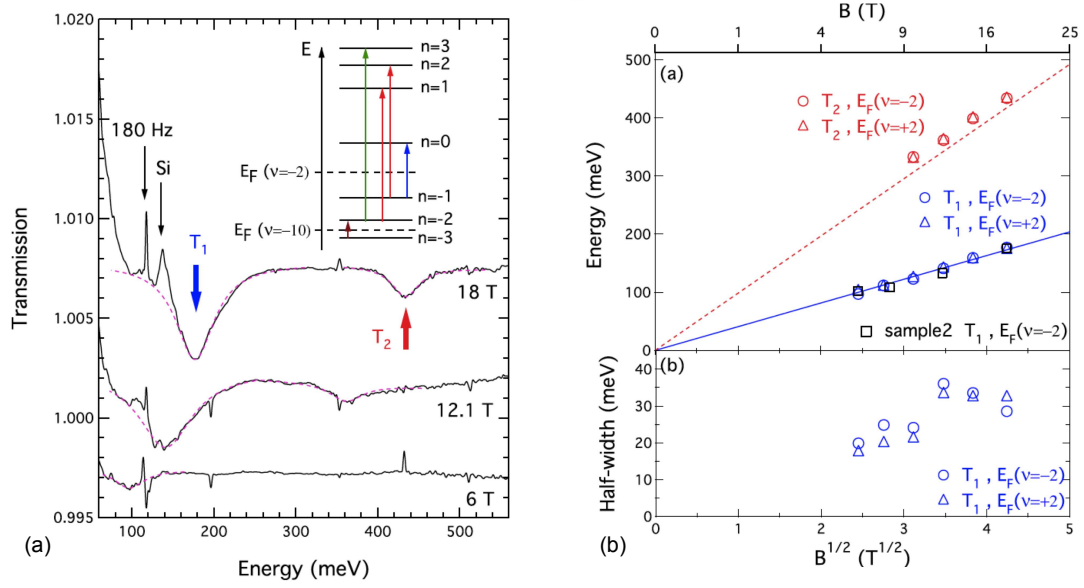 1.020
1.015
1.010
1.005
1.000
0.995
Transmission
180 Hz
Si
T1
T2
18 T
12.1 T
6 T
E
n=3
n=2
n=1
n=0
EF (ν=−2)
n=-1
n=-2
EF (ν=−10)
n=-3
100 200 300 400 500
Energy (meV)
(a)
B (T)
0 1 4 9 16 25
(a)
500
400
300
200
100
0
Energy (meV)
T2 , EF(ν=−2)
T2 , EF(ν=+2)
T1 , EF(ν=−2)
T1 , EF(ν=+2)
sample2 T1 , EF(ν=−2)
(b)
40
30
20
10
0
Half-width (meV)
T1 , EF(ν=−2)
T1 , EF(ν=+2)
0 1 2 3 4 5
B1/2 (T1/2)
(b)